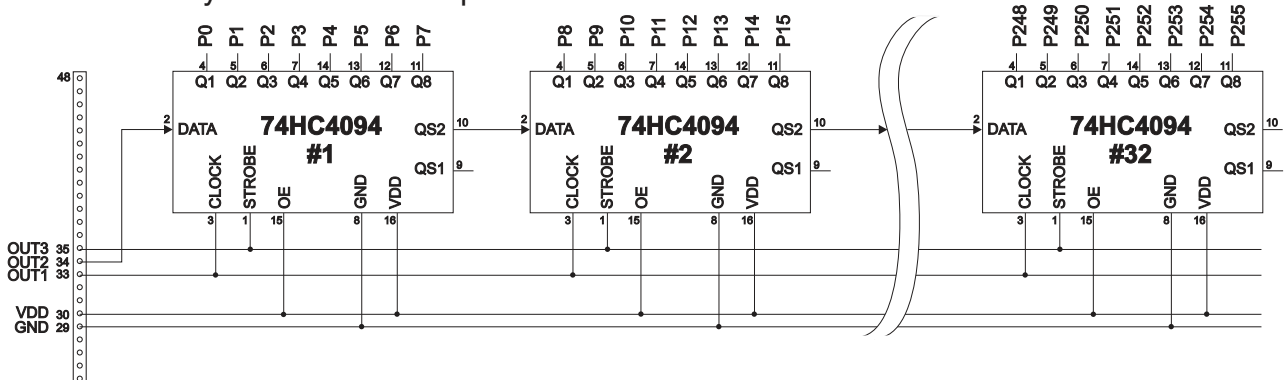 P0 P1 P2 P3 P4 P5 P6 P7
4 5 6 7 14 13 12 11
Q1 Q2 Q3 Q4 Q5 Q6 Q7 Q8
2 DATA 74HC4094 QS2 10
#1
QS1 9
CLOCK STROBE OE GND VDD
3 1 15 8 16
P8 P9 P10 P11 P12 P13 P14 P15
4 5 6 7 14 13 12 11
Q1 Q2 Q3 Q4 Q5 Q6 Q7 Q8
2 DATA 74HC4094 QS2 10
#2
QS1 9
CLOCK STROBE OE GND VDD
3 1 15 8 16
P248 P249 P250 P251 P252 P253 P254 P255
4 5 6 7 14 13 12 11
Q1 Q2 Q3 Q4 Q5 Q6 Q7 Q8
2 DATA 74HC4094 QS2 10
#32
QS1 9
CLOCK STROBE OE GND VDD
3 1 15 8 16
48
OUT3 35
OUT2 34
OUT1 33
VDD 30
GND 29